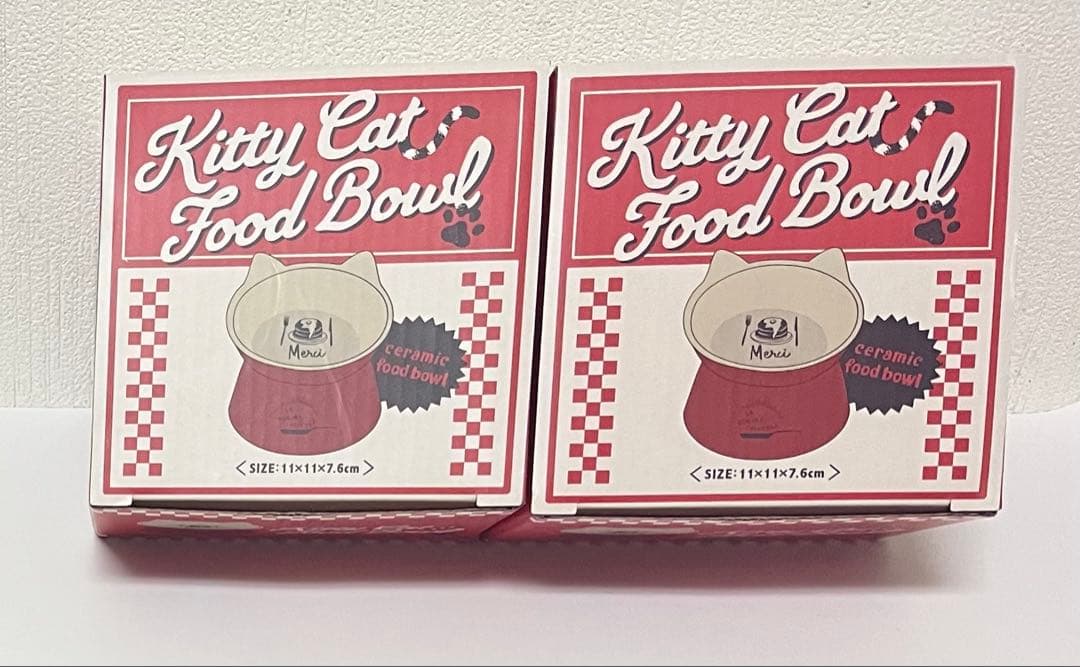 Kitty Cat
Food Bowl
Merci
ceramic
food bowl
< SIZE:11×11×7.6cm >
Kitty Cat
Food Bowl
Merci
ceramic
food bowl
< SIZE:11×11×7.6cm >